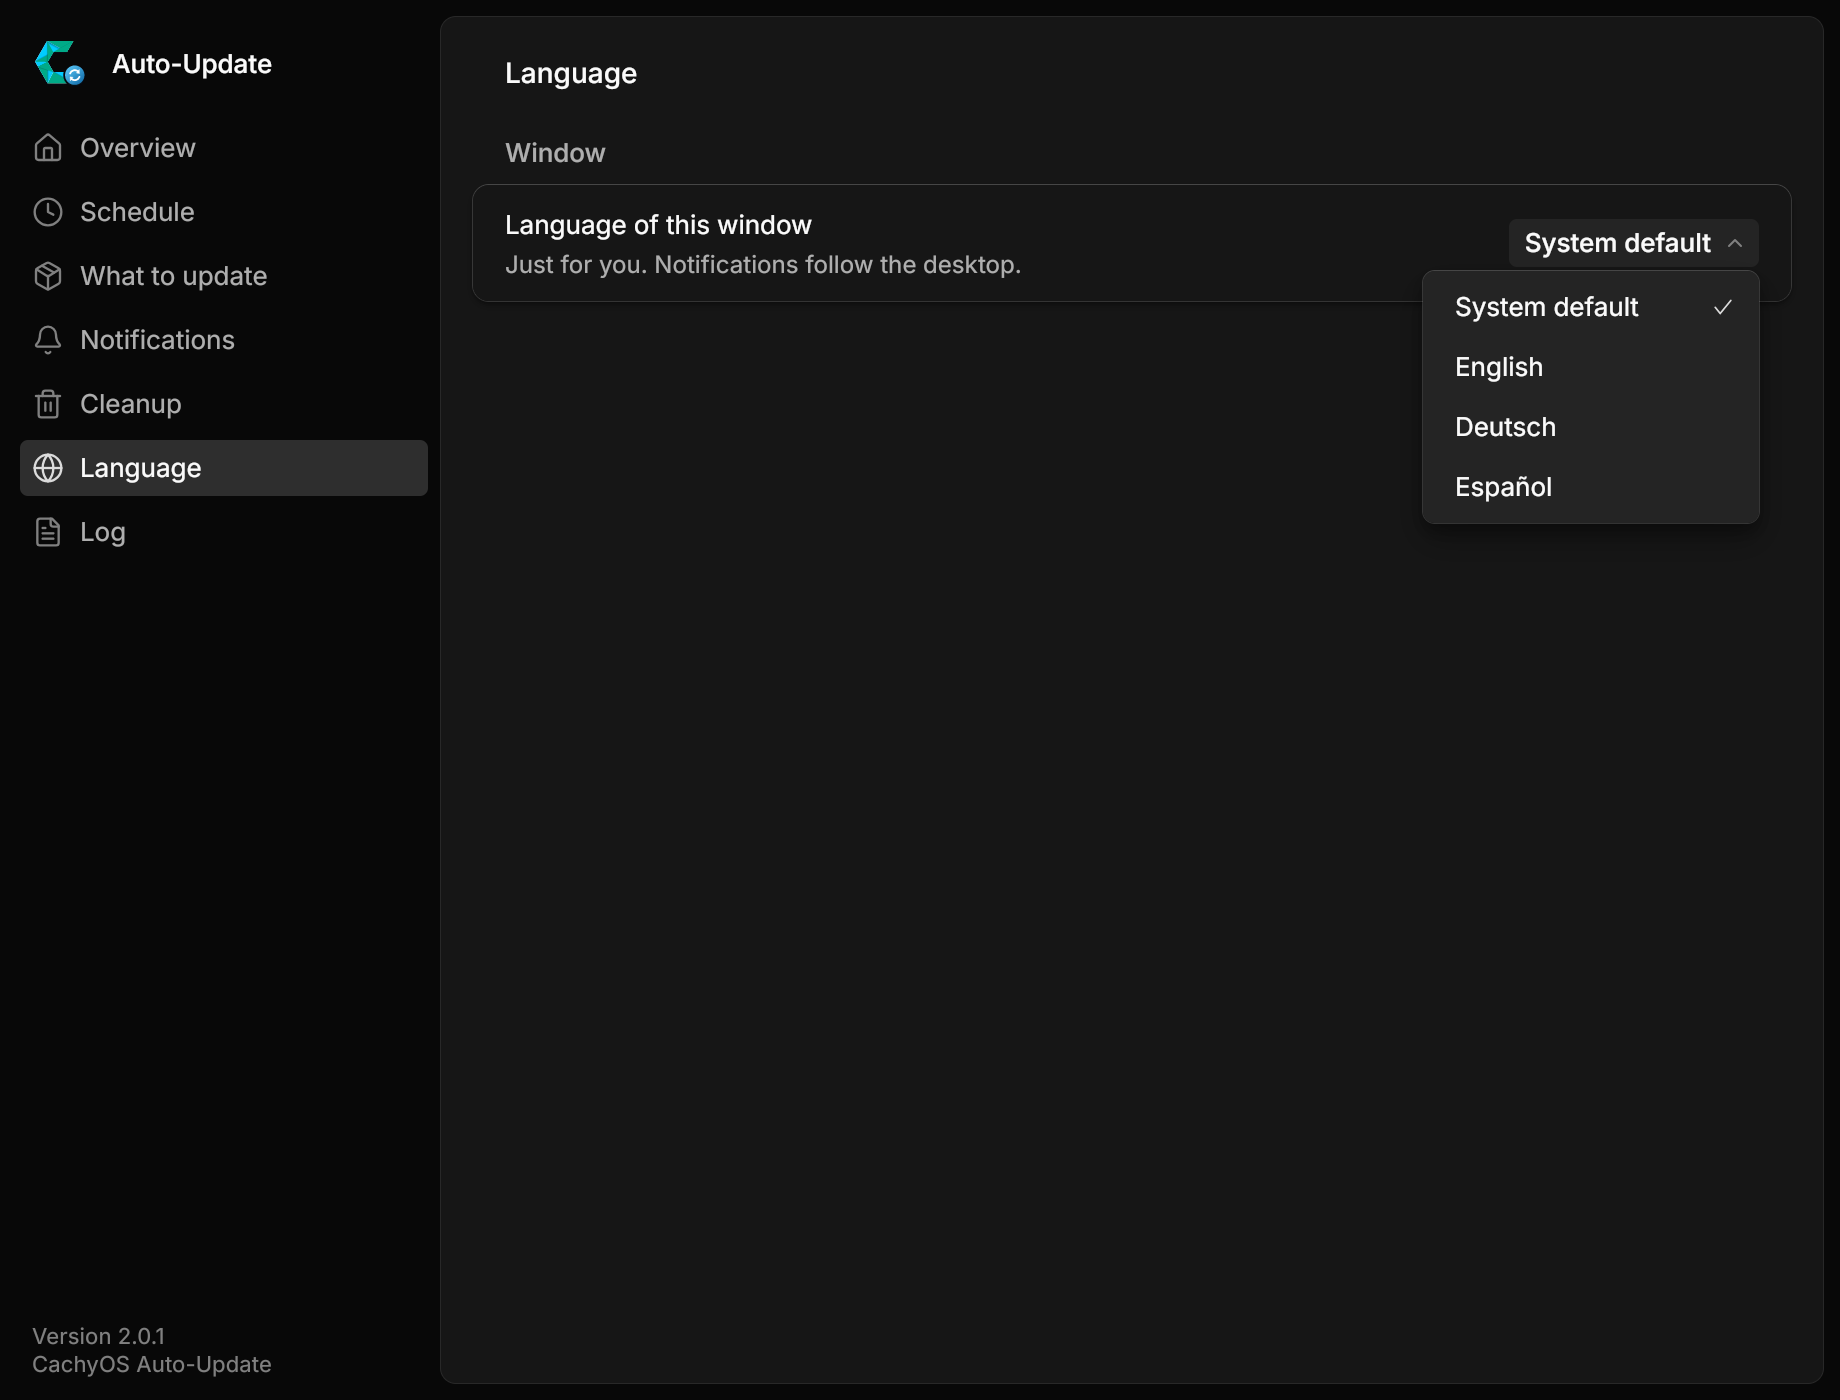 Auto-Update
Overview
Schedule
What to update
Notifications
Cleanup
Language
Log
Version 2.0.1
CachyOS Auto-Update
Language
Window
Language of this window
Just for you. Notifications follow the desktop.
System default
System default
English
Deutsch
Español